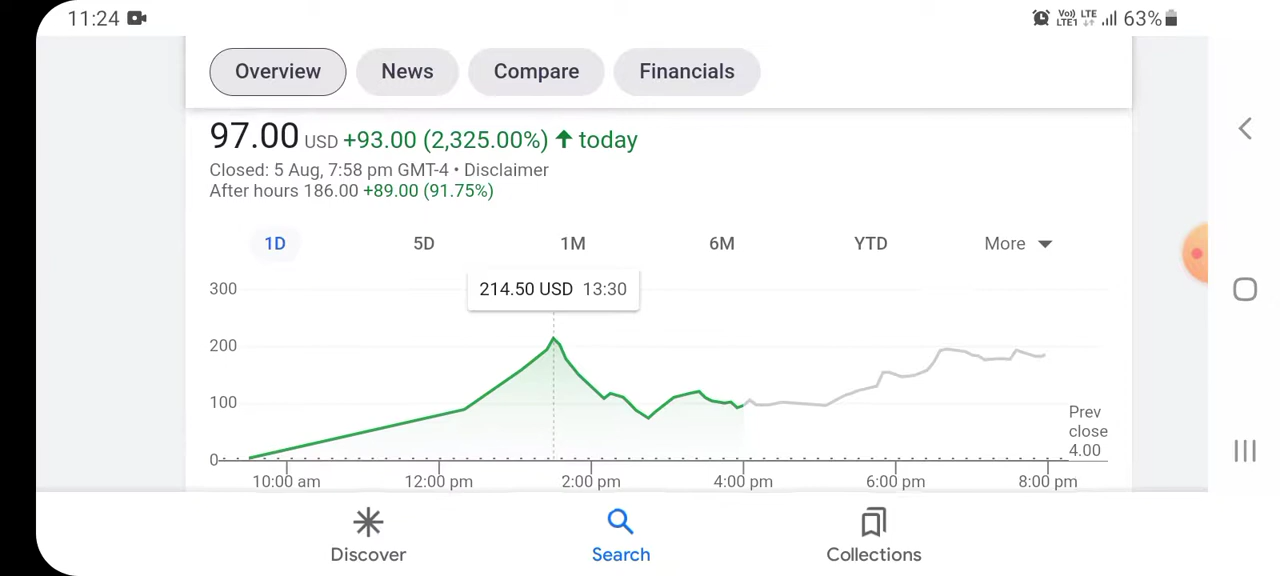 11:24 Vo)) LTE 63%
LTE1
Overview News Compare Financials
97.00 USD +93.00 (2,325.00%) ↑ today
Closed: 5 Aug, 7:58 pm GMT-4 • Disclaimer
After hours 186.00 +89.00 (91.75%)
1D 5D 1M 6M YTD More
300
214.50 USD 13:30
200
100
Prev
close
4.00
0
10:00 am 12:00 pm 2:00 pm 4:00 pm 6:00 pm 8:00 pm
Discover Search Collections